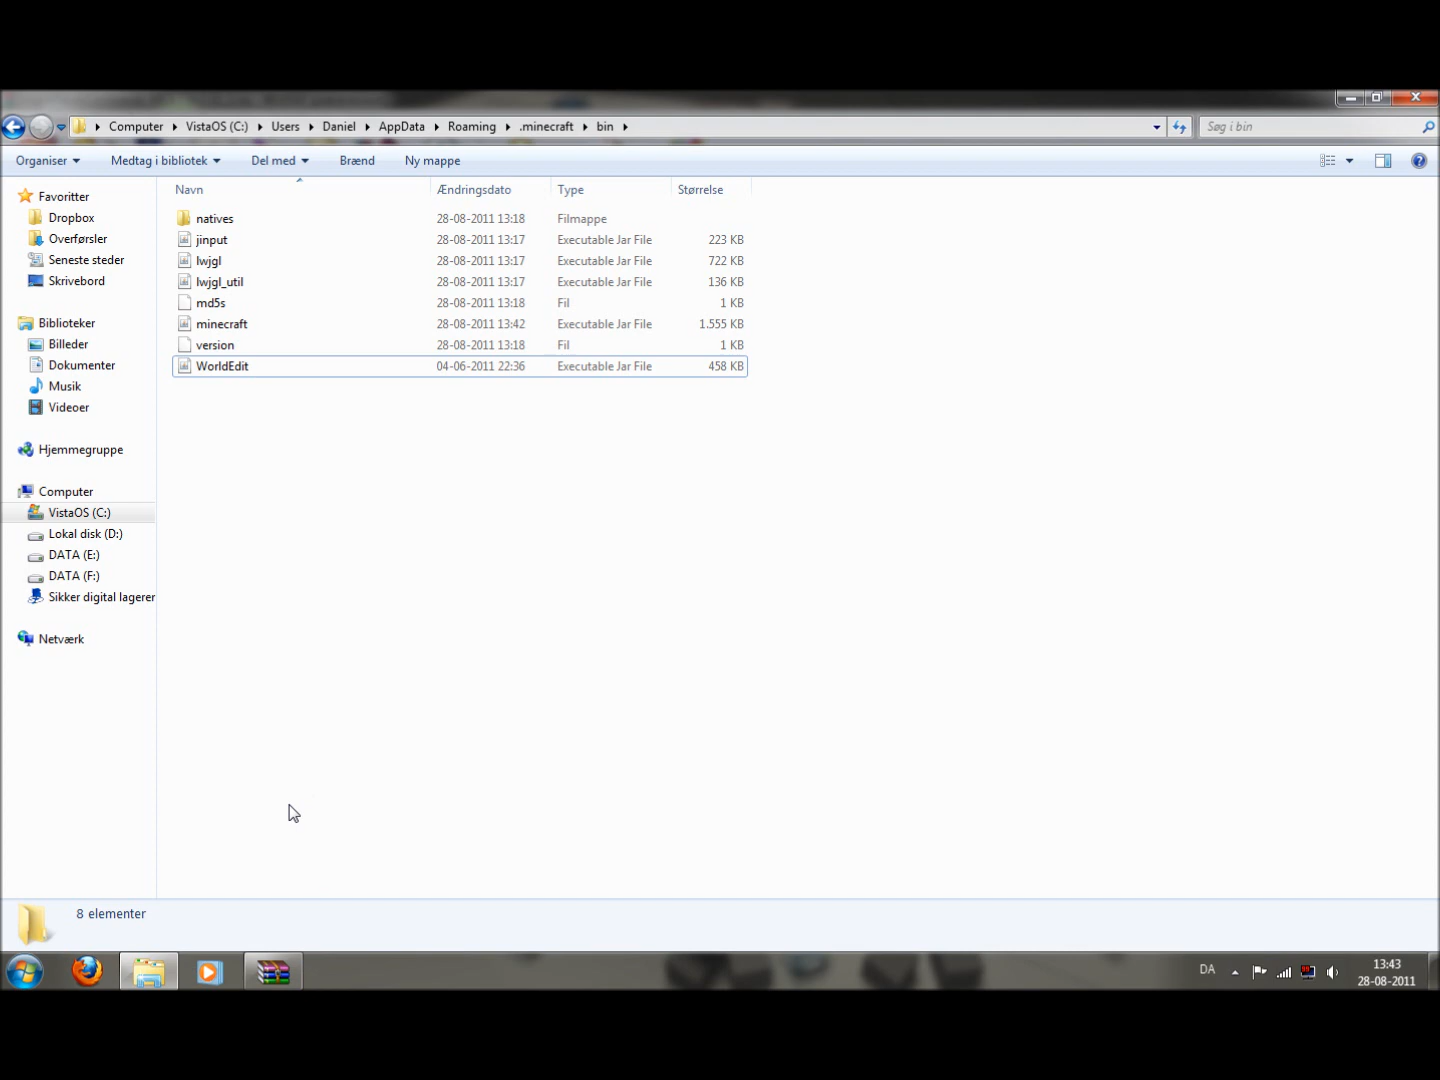 Computer VistaOS (C:) Users Daniel AppData Roaming .minecraft bin Søg i bin
Organiser Medtag i bibliotek Del med Brænd Ny mappe
Navn Ændringsdato Type Størrelse
natives 28-08-2011 13:18 Filmappe
jinput 28-08-2011 13:17 Executable Jar File 223 KB
lwjgl 28-08-2011 13:17 Executable Jar File 722 KB
lwjgl_util 28-08-2011 13:17 Executable Jar File 136 KB
md5s 28-08-2011 13:18 Fil 1 KB
minecraft 28-08-2011 13:42 Executable Jar File 1.555 KB
version 28-08-2011 13:18 Fil 1 KB
WorldEdit 04-06-2011 22:36 Executable Jar File 458 KB
Favoritter
Dropbox
Overførsler
Seneste steder
Skrivebord
Biblioteker
Billeder
Dokumenter
Musik
Videoer
Hjemmegruppe
Computer
VistaOS (C:)
Lokal disk (D:)
DATA (E:)
DATA (F:)
Sikker digital lagerer
Netværk
8 elementer
DA 13:43
28-08-2011